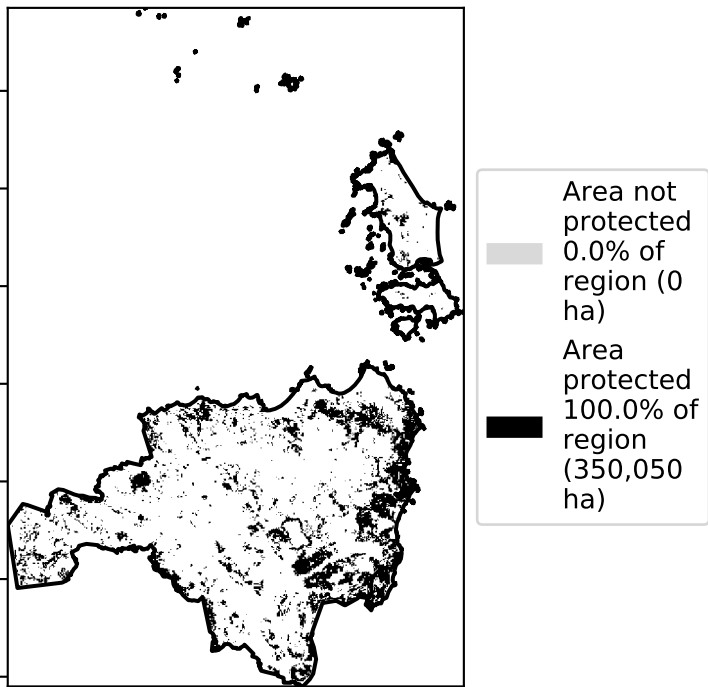 Area not
protected
0.0% of
region (0
ha)
Area
protected
100.0% of
region
(350,050
ha)